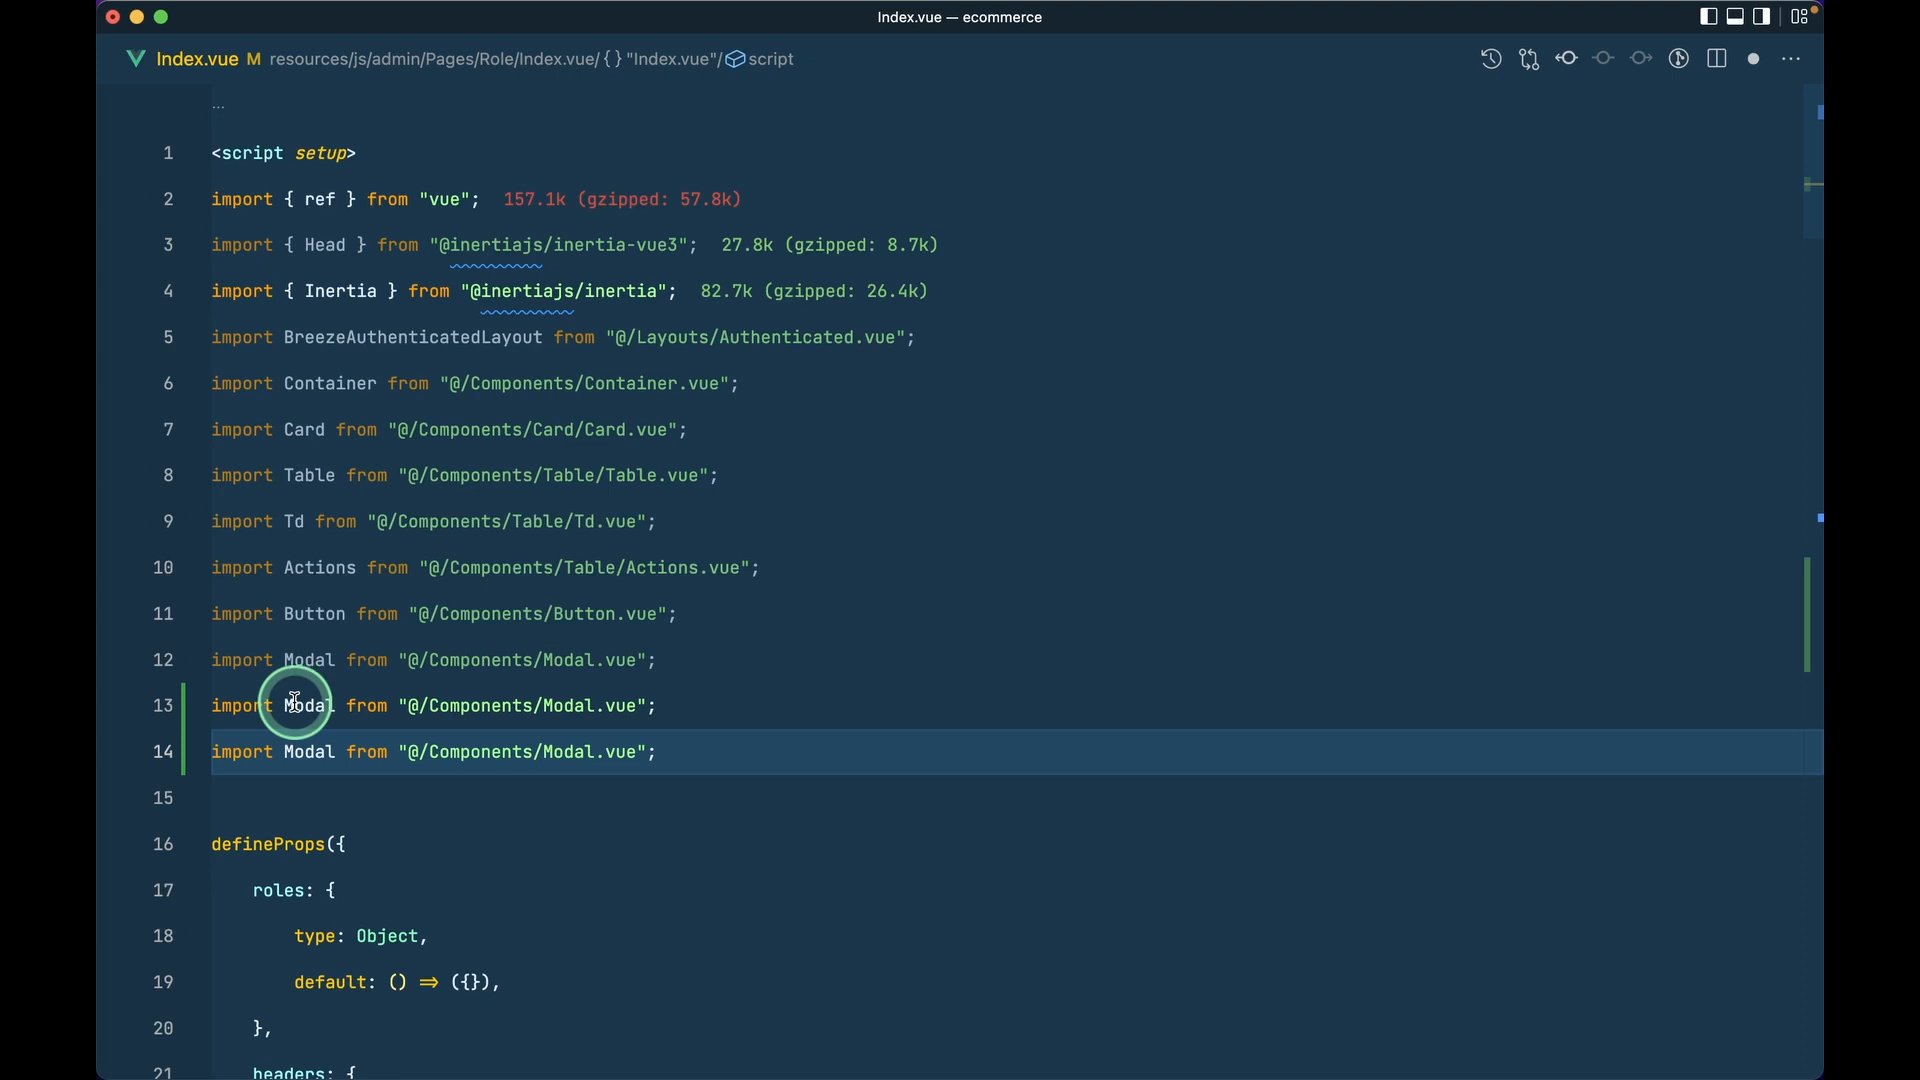 Index.vue — ecommerce
Index.vue M resources/js/admin/Pages/Role/Index.vue/ {} "Index.vue"/ script
...
1 <script setup>
2 import { ref } from "vue"; 157.1k (gzipped: 57.8k)
3 import { Head } from "@inertiajs/inertia-vue3"; 27.8k (gzipped: 8.7k)
4 import { Inertia } from "@inertiajs/inertia"; 82.7k (gzipped: 26.4k)
5 import BreezeAuthenticatedLayout from "@/Layouts/Authenticated.vue";
6 import Container from "@/Components/Container.vue";
7 import Card from "@/Components/Card/Card.vue";
8 import Table from "@/Components/Table/Table.vue";
9 import Td from "@/Components/Table/Td.vue";
10 import Actions from "@/Components/Table/Actions.vue";
11 import Button from "@/Components/Button.vue";
12 import Modal from "@/Components/Modal.vue";
13 import Modal from "@/Components/Modal.vue";
14 import Modal from "@/Components/Modal.vue";
15
16 defineProps({
17 roles: {
18 type: Object,
19 default: () => ({}),
20 },
21 headers: {